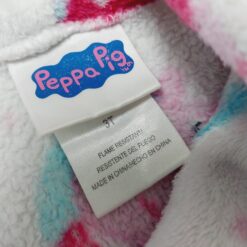 Peppa Pig
3T
FLAME RESISTANT/
RESISTENTE DEL FUEGO
MADE IN CHINA/HECHO EN CHINA